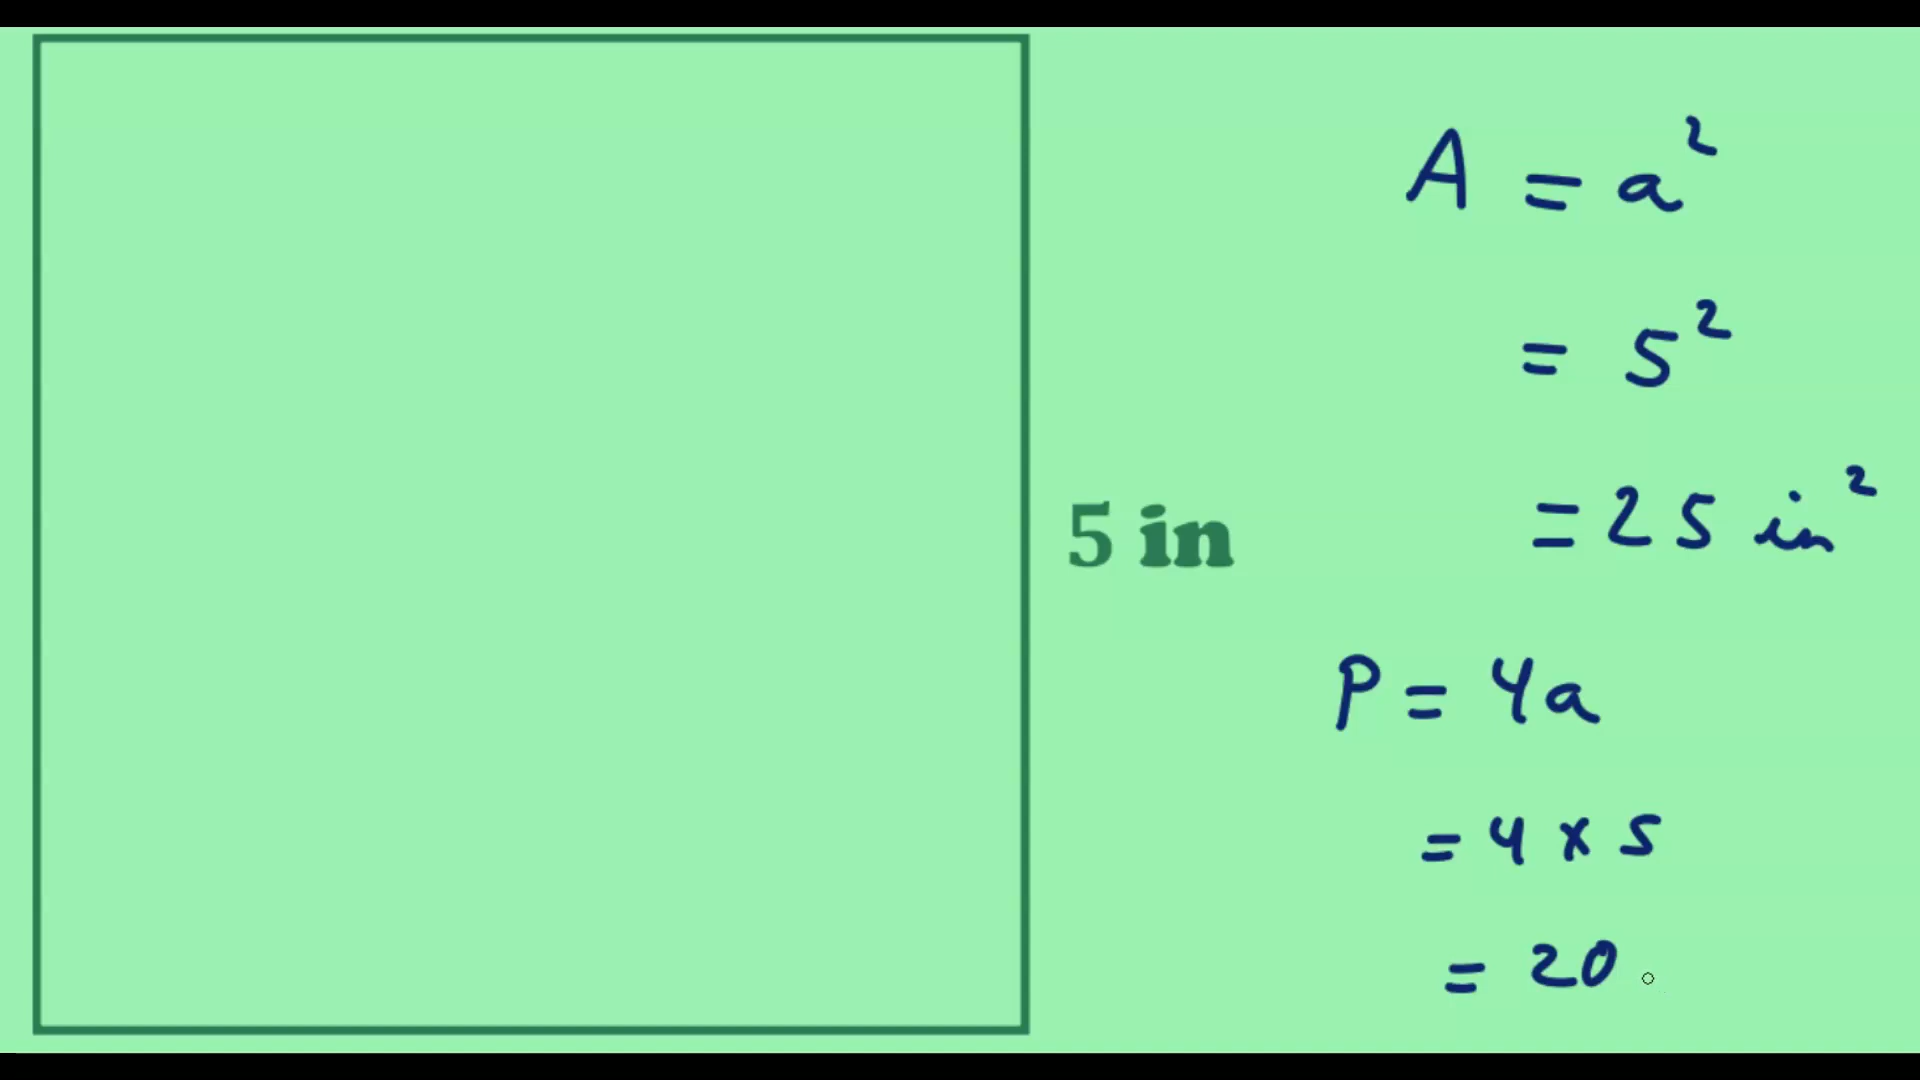 A = a²
= 5²
5 in
= 25 in²
P = 4a
= 4 x 5
= 20